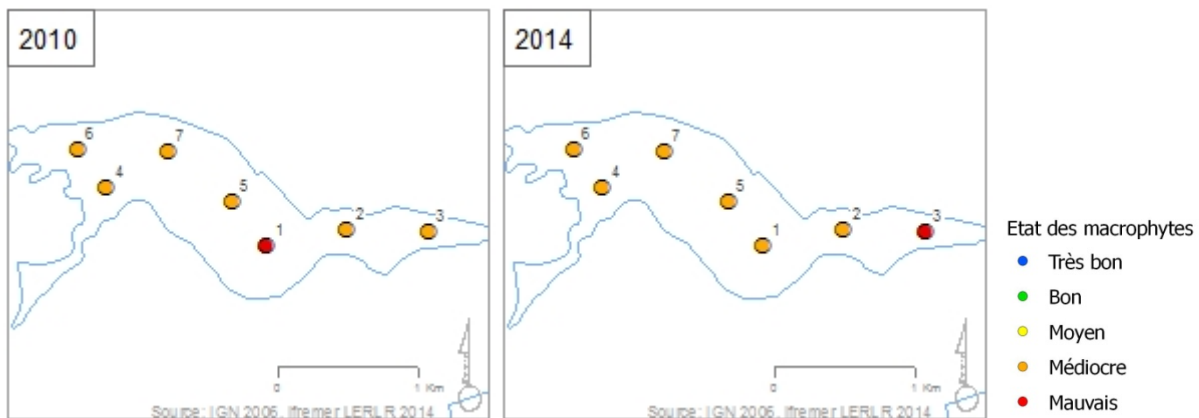 2010
6
7
4
5
1
2
3
0
1 Km
Source: IGN 2006, Ifremer LERLR 2014
2014
6
7
4
5
1
2
3
0
1 Km
Source: IGN 2006, Ifremer LERLR 2014
Etat des macrophytes
Très bon
Bon
Moyen
Médiocre
Mauvais